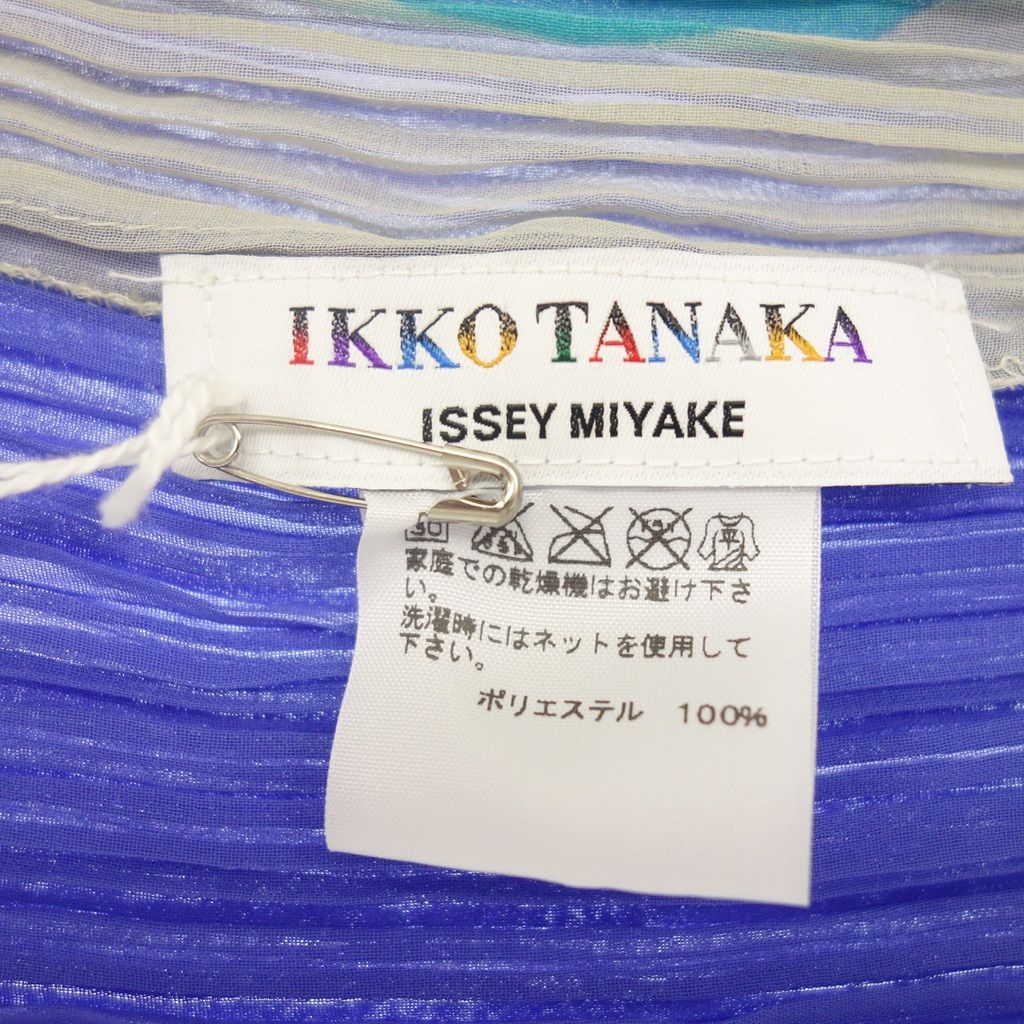 IKKO TANAKA
ISSEY MIYAKE
平
家庭での乾燥機はお避け下さ
い。
洗濯時にはネットを使用して
下さい。
ポリエステル 100%